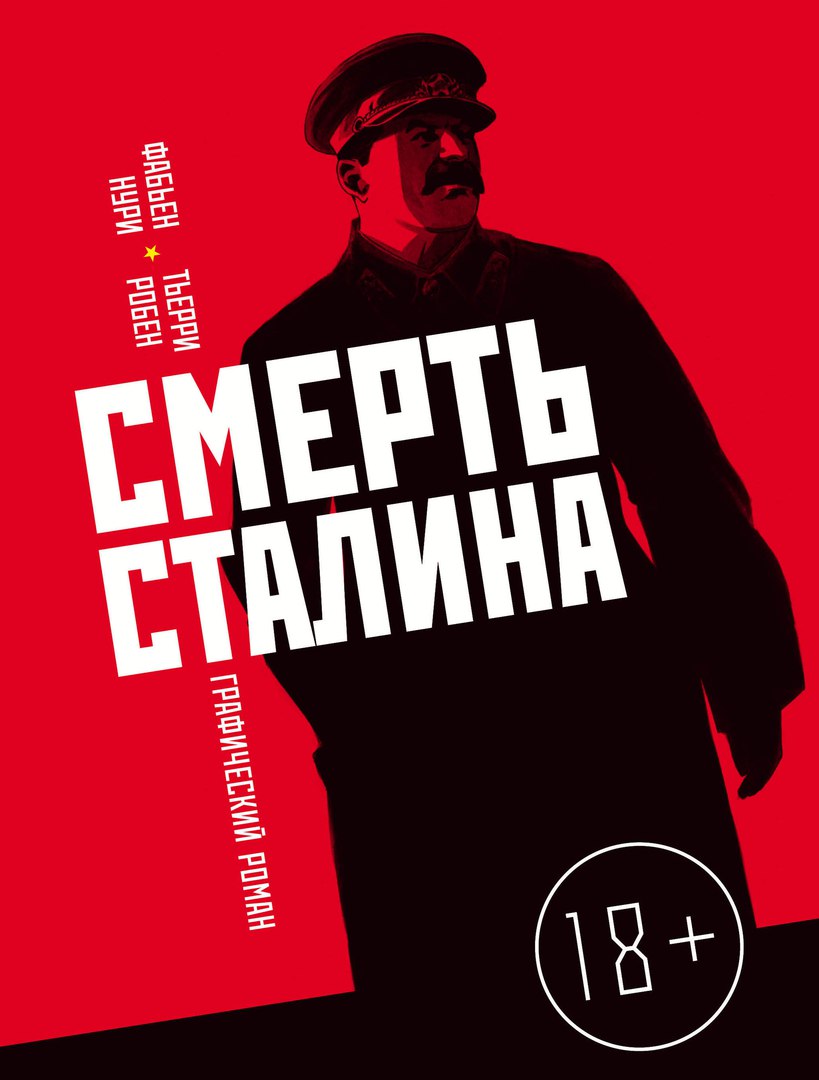 ФАБЬЕН
НУРИ
ТЬЕРРИ
РОБЕН
СМЕРТЬ
СТАЛИНА
ГРАФИЧЕСКИЙ РОМАН
18+